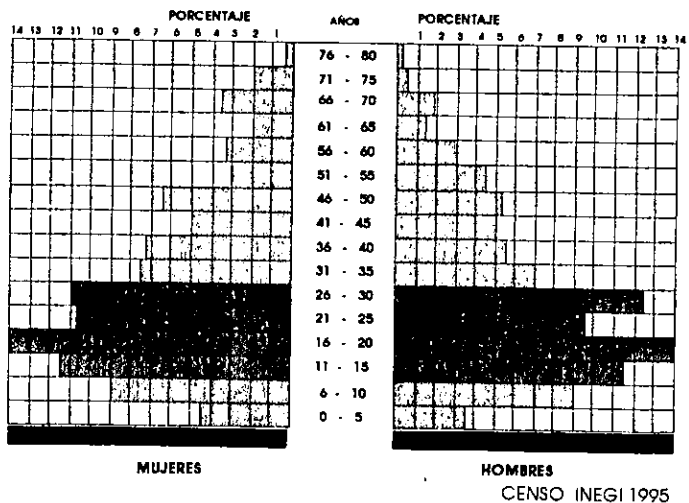 PORCENTAJE AÑOS PORCENTAJE
14 13 12 11 10 9 8 7 6 5 4 3 2 1 1 2 3 4 5 6 7 8 9 10 11 12 13 14
76 - 80
71 - 75
66 - 70
61 - 65
56 - 60
51 - 55
46 - 50
41 - 45
36 - 40
31 - 35
26 - 30
21 - 25
16 - 20
11 - 15
6 - 10
0 - 5
MUJERES HOMBRES
CENSO INEGI 1995